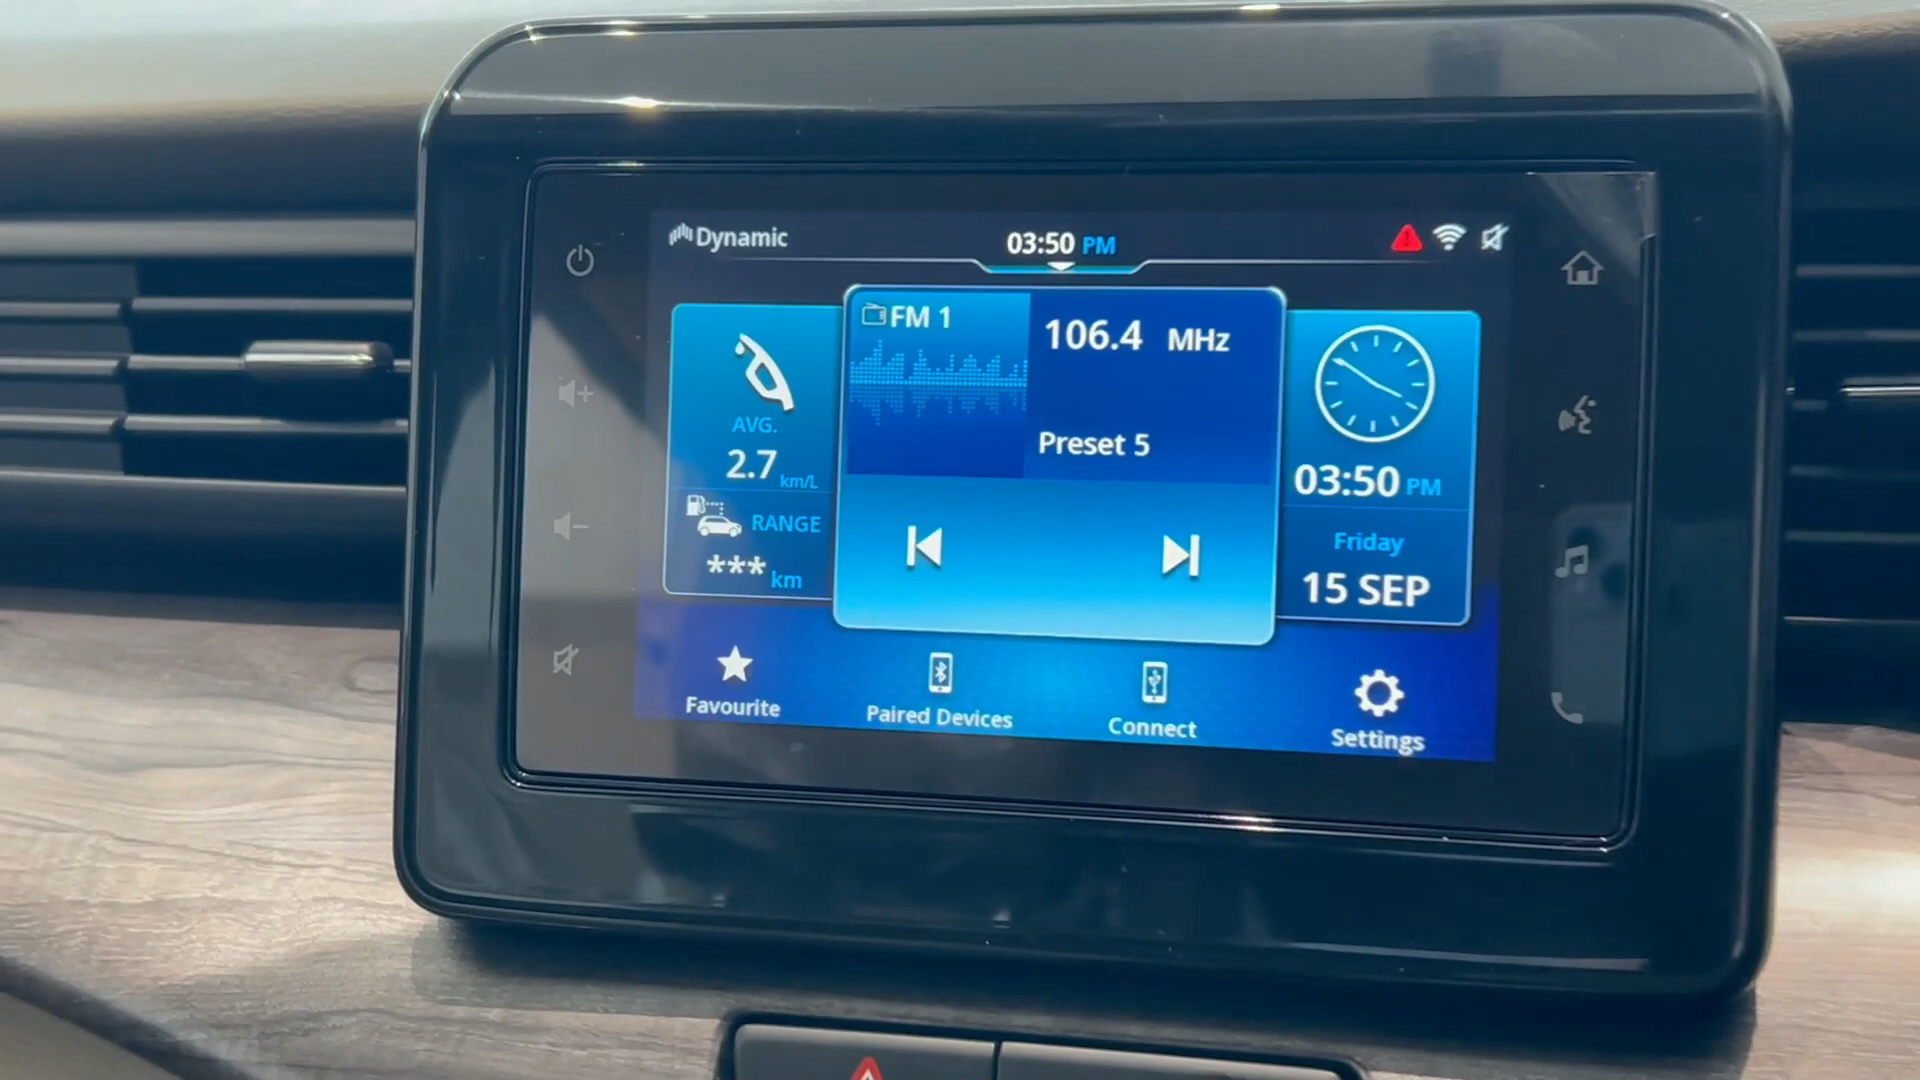 Dynamic
03:50 PM
FM 1
106.4 MHz
Preset 5
AVG.
2.7 km/L
RANGE
*** km
03:50 PM
Friday
15 SEP
Favourite
Paired Devices
Connect
Settings